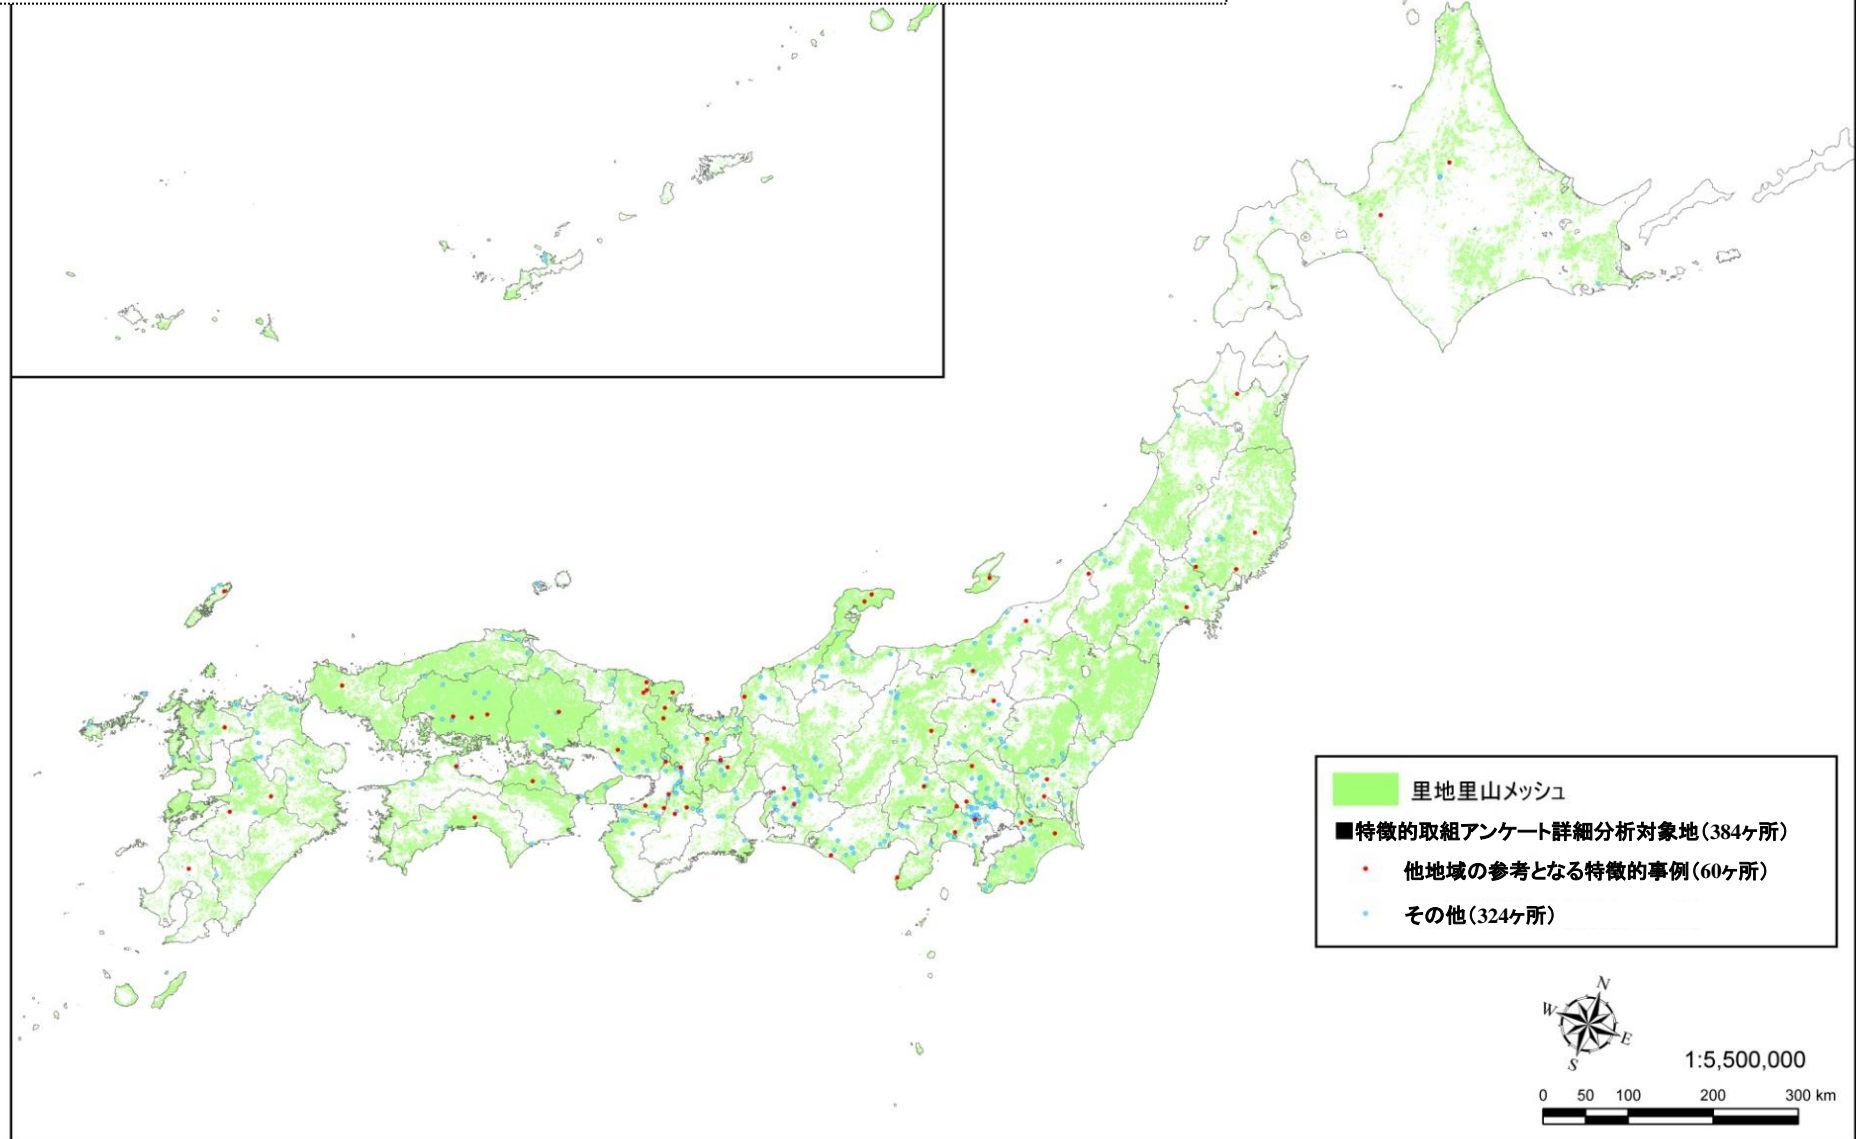 里地里山メッシュ
■特徴的取組アンケート詳細分析対象地(384ヶ所)
他地域の参考となる特徴的事例(60ヶ所)
その他(324ヶ所)
N
W
E
S
1:5,500,000
0 50 100 200 300 km